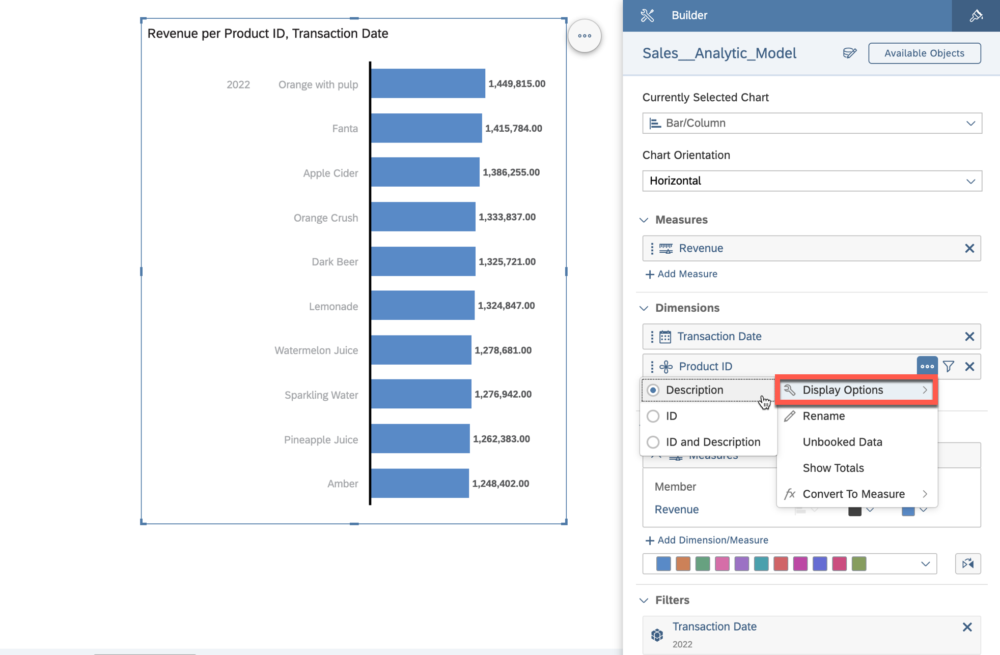 Revenue per Product ID, Transaction Date
2022 Orange with pulp 1,449,815.00
Fanta 1,415,784.00
Apple Cider 1,386,255.00
Orange Crush 1,333,837.00
Dark Beer 1,325,721.00
Lemonade 1,324,847.00
Watermelon Juice 1,278,681.00
Sparkling Water 1,276,942.00
Pineapple Juice 1,262,383.00
Amber 1,248,402.00
Builder
Sales__Analytic_Model Available Objects
Currently Selected Chart
Bar/Column
Chart Orientation
Horizontal
Measures
Revenue
+ Add Measure
Dimensions
Transaction Date
Product ID
Description
ID
ID and Description
Display Options
Rename
Unbooked Data
Show Totals
fx Convert To Measure
Measures
Member
Revenue
+ Add Dimension/Measure
Filters
Transaction Date
2022